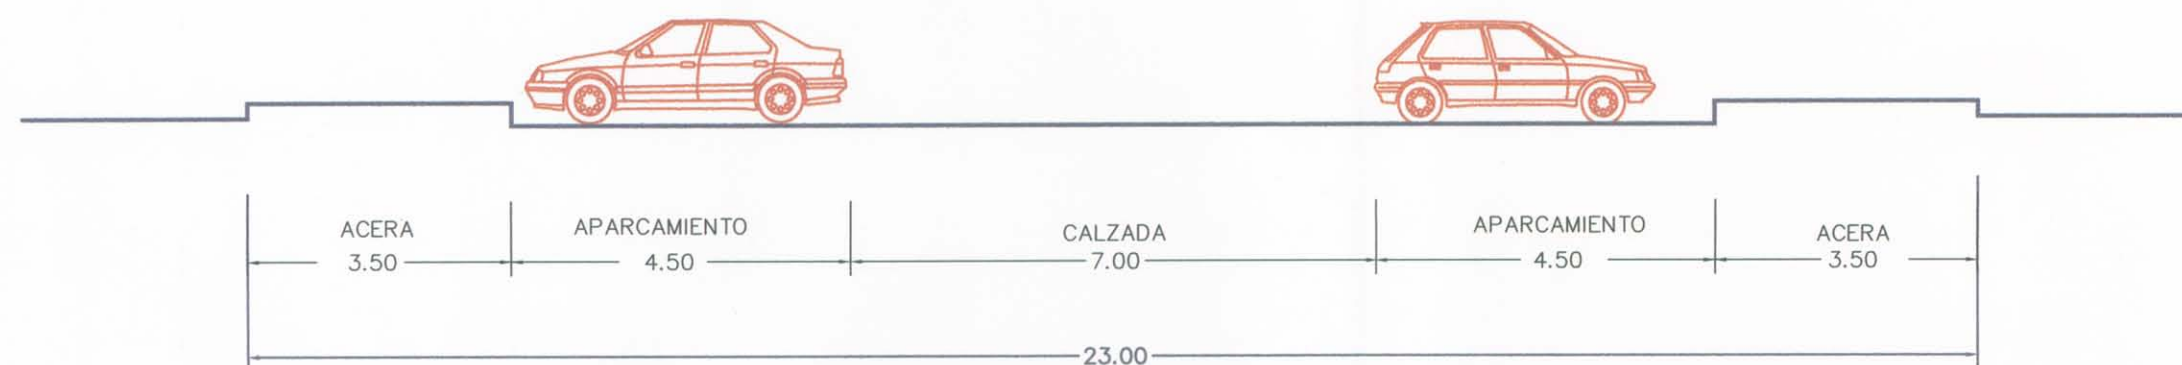 ACERA
3.50
APARCAMIENTO
4.50
CALZADA
7.00
APARCAMIENTO
4.50
ACERA
3.50
23.00